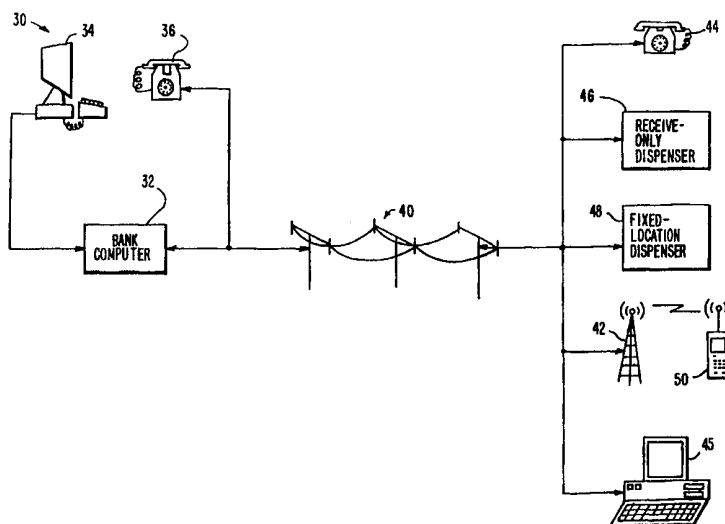 30
34
36
44
46
RECEIVE-
ONLY
DISPENSER
32
40
48
FIXED-
LOCATION
DISPENSER
BANK
COMPUTER
42
50
45